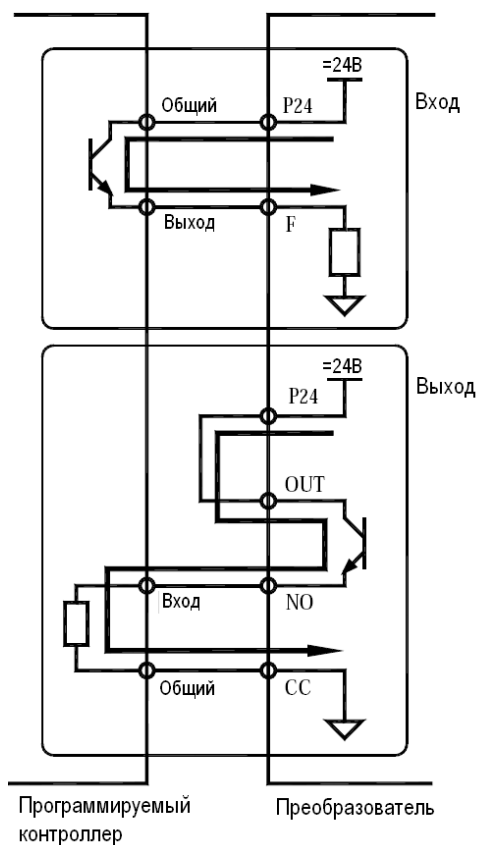 =24В
Общий
P24
Вход
Выход
F
=24В
P24
Выход
OUT
Вход
NO
Общий
CC
Программируемый
контроллер
Преобразователь